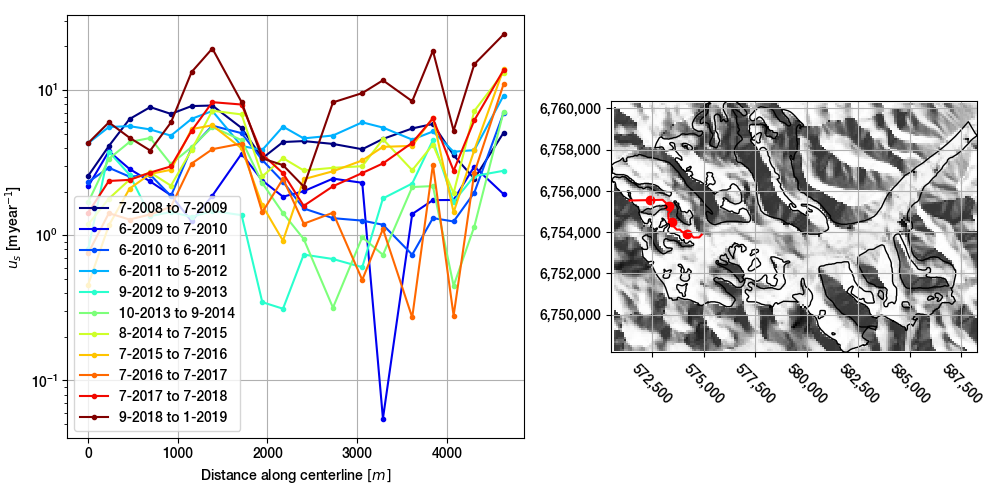 10¹
10⁰
10⁻¹
u_s [m year⁻¹]
7-2008 to 7-2009
6-2009 to 7-2010
6-2010 to 6-2011
6-2011 to 5-2012
9-2012 to 9-2013
10-2013 to 9-2014
8-2014 to 7-2015
7-2015 to 7-2016
7-2016 to 7-2017
7-2017 to 7-2018
9-2018 to 1-2019
0 1000 2000 3000 4000
Distance along centerline [m]
6,760,000
6,758,000
6,756,000
6,754,000
6,752,000
6,750,000
572,500 575,000 577,500 580,000 582,500 585,000 587,500